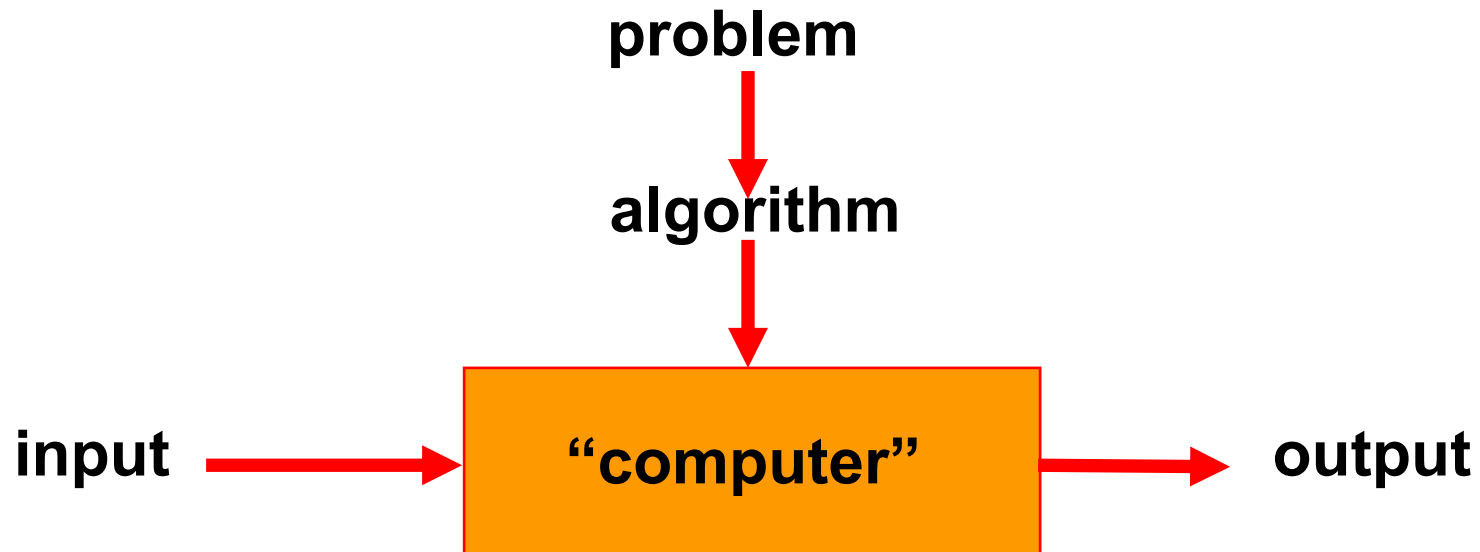 problem
algorithm
input
“computer”
output